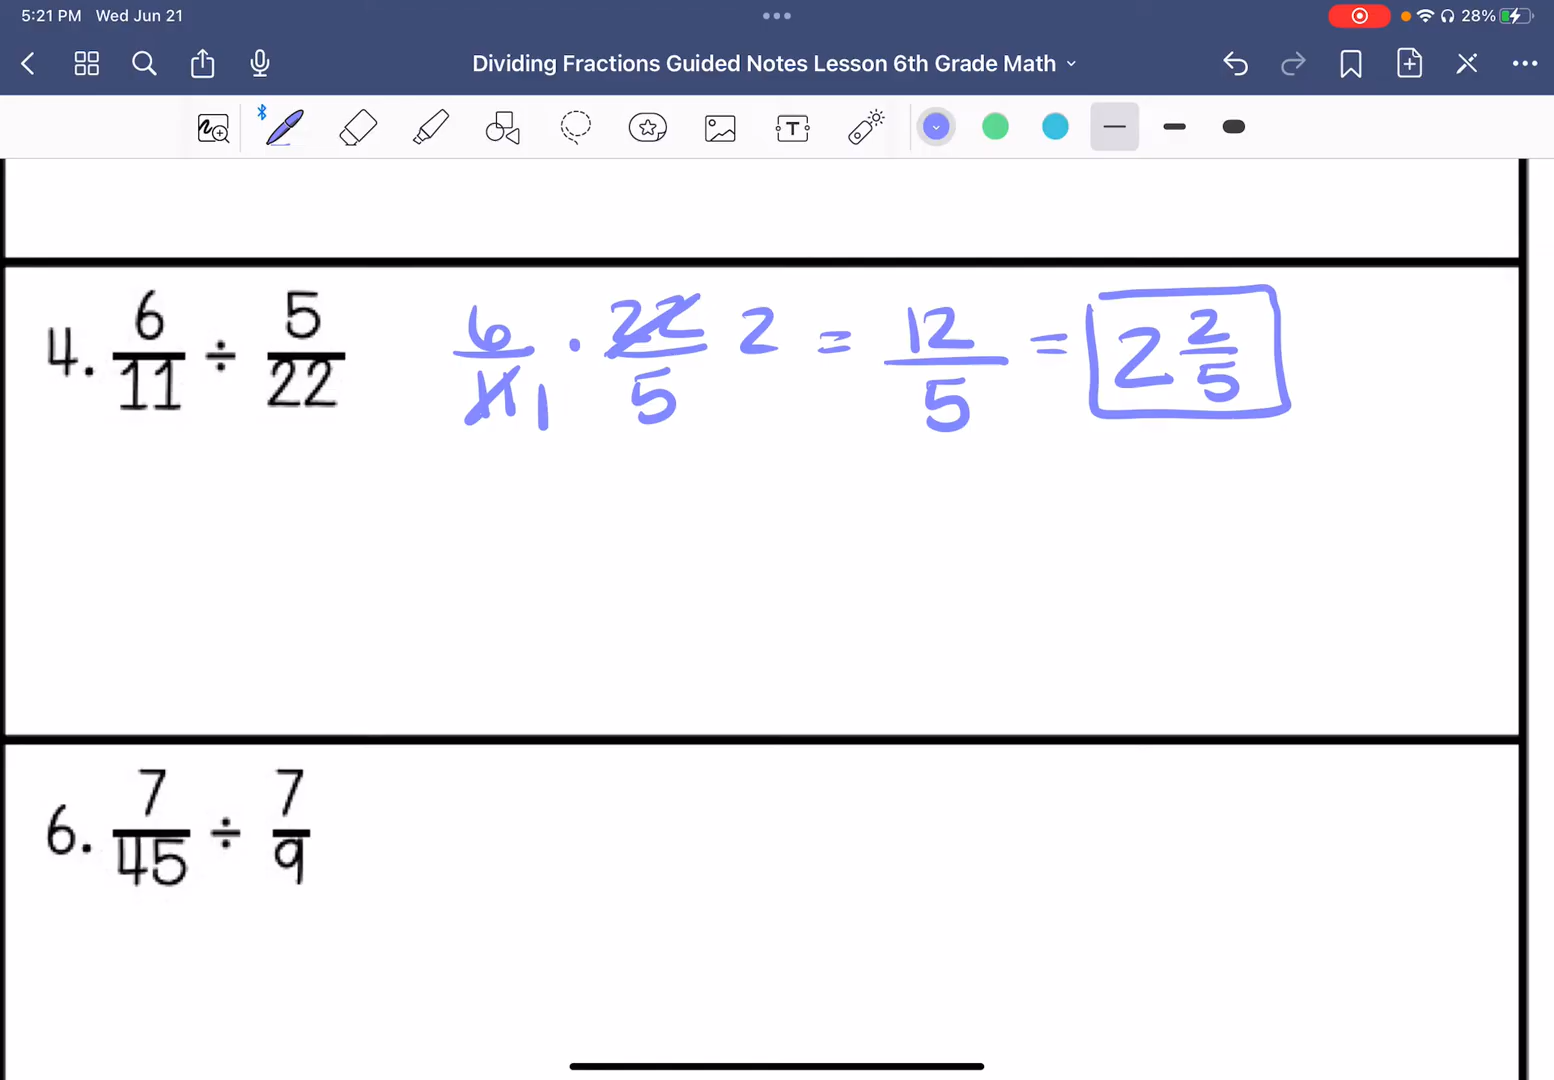 5:21 PM Wed Jun 21
28%
Dividing Fractions Guided Notes Lesson 6th Grade Math
T
4. 6/11 ÷ 5/22 6/11 1 · 22/5 2 = 12/5 = 2 2/5
6. 7/45 ÷ 7/9